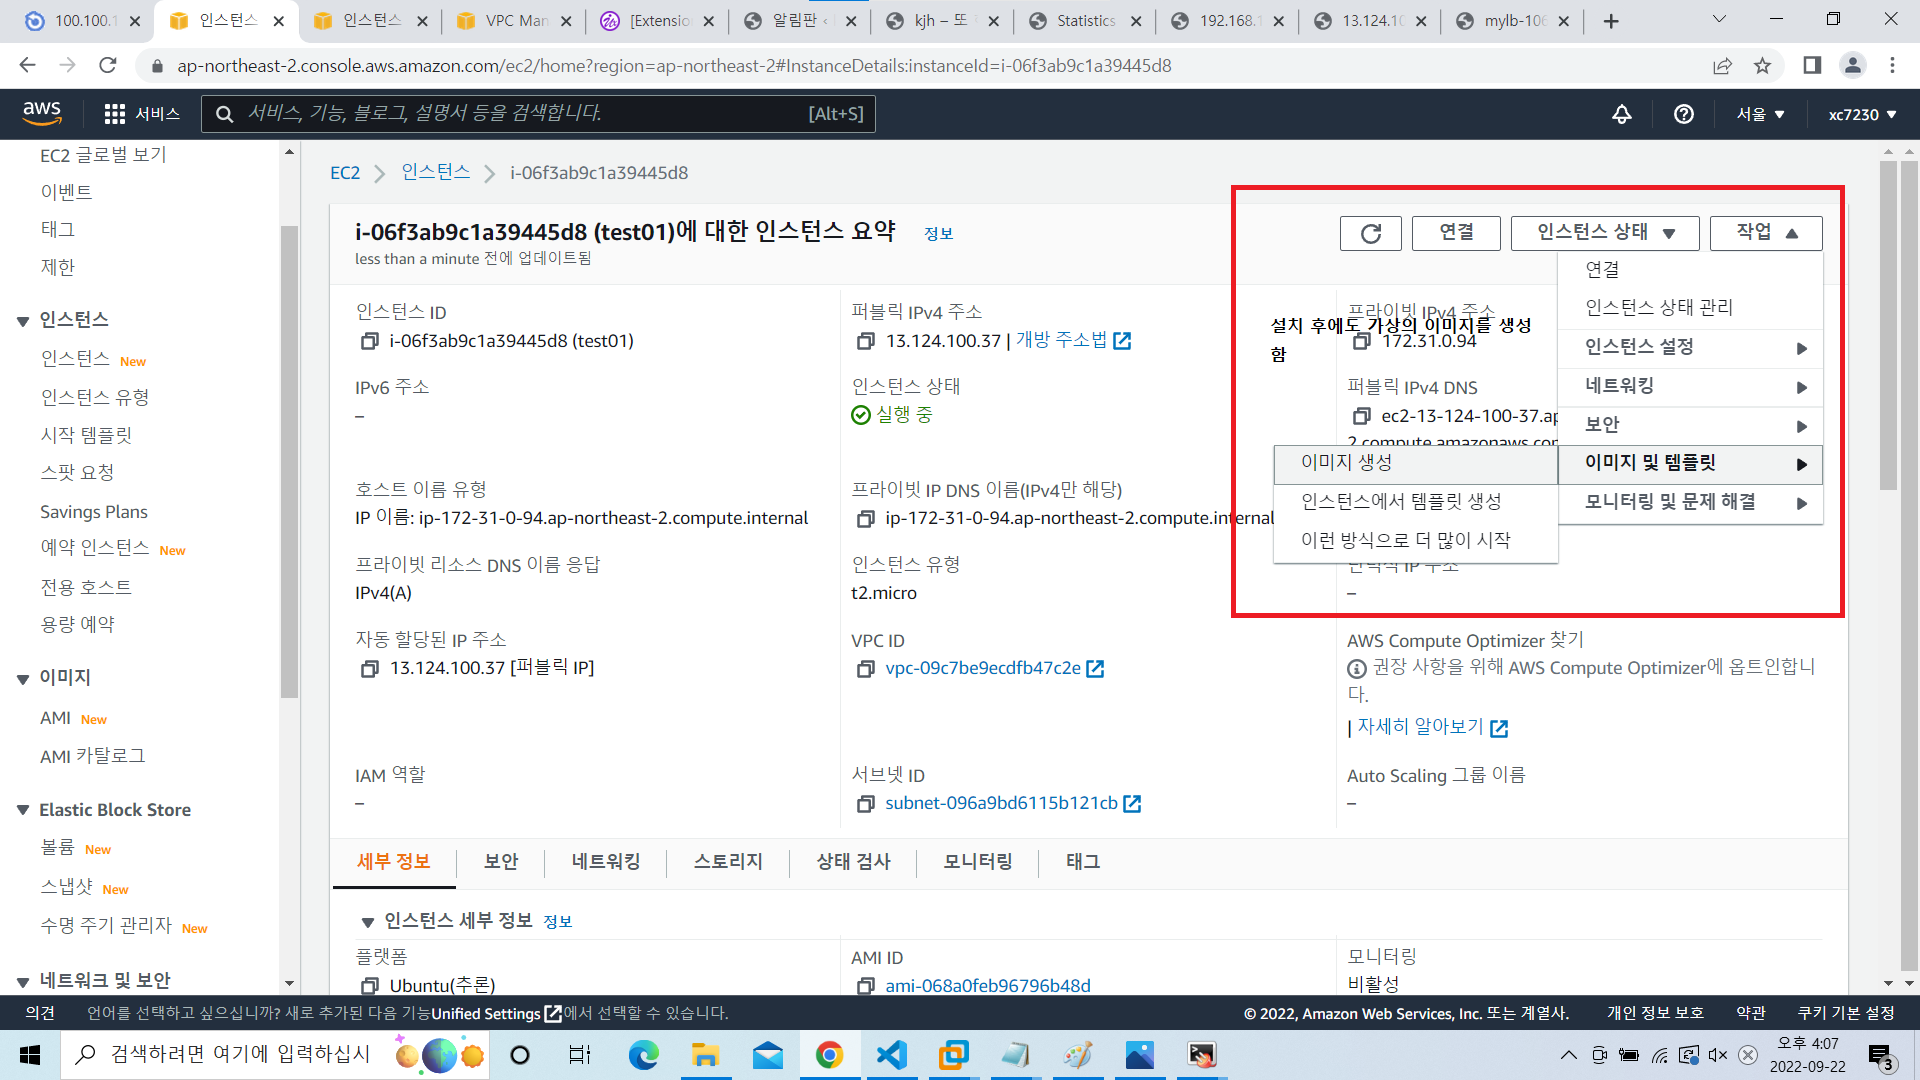 100.100.1
인스턴스
인스턴스
VPC Man
[Extensio
알림판 ‹
kjh – 또
Statistics
192.168.1
13.124.10
mylb-106
ap-northeast-2.console.aws.amazon.com/ec2/home?region=ap-northeast-2#InstanceDetails:instanceId=i-06f3ab9c1a39445d8
aws
서비스
서비스, 기능, 블로그, 설명서 등을 검색합니다.
[Alt+S]
서울
xc7230
EC2 글로벌 보기
이벤트
태그
제한
인스턴스
인스턴스 New
인스턴스 유형
시작 템플릿
스팟 요청
Savings Plans
예약 인스턴스 New
전용 호스트
용량 예약
이미지
AMI New
AMI 카탈로그
Elastic Block Store
볼륨 New
스냅샷 New
수명 주기 관리자 New
네트워크 및 보안
EC2 인스턴스 i-06f3ab9c1a39445d8
i-06f3ab9c1a39445d8 (test01)에 대한 인스턴스 요약 정보
less than a minute 전에 업데이트됨
연결
인스턴스 상태
작업
연결
인스턴스 상태 관리
인스턴스 설정
네트워킹
보안
이미지 및 템플릿
모니터링 및 문제 해결
이미지 생성
인스턴스에서 템플릿 생성
이런 방식으로 더 많이 시작
설치 후에도 가상의 이미지를 생성
함
인스턴스 ID
i-06f3ab9c1a39445d8 (test01)
퍼블릭 IPv4 주소
13.124.100.37 | 개방 주소법
프라이빗 IPv4 주소
172.31.0.94
IPv6 주소
–
인스턴스 상태
실행 중
퍼블릭 IPv4 DNS
ec2-13-124-100-37.ap
2.compute.amazonaws.com
호스트 이름 유형
IP 이름: ip-172-31-0-94.ap-northeast-2.compute.internal
프라이빗 IP DNS 이름(IPv4만 해당)
ip-172-31-0-94.ap-northeast-2.compute.internal
프라이빗 리소스 DNS 이름 응답
IPv4(A)
인스턴스 유형
t2.micro
탄력적 IP 주소
–
자동 할당된 IP 주소
13.124.100.37 [퍼블릭 IP]
VPC ID
vpc-09c7be9ecdfb47c2e
AWS Compute Optimizer 찾기
권장 사항을 위해 AWS Compute Optimizer에 옵트인합니
다.
| 자세히 알아보기
IAM 역할
–
서브넷 ID
subnet-096a9bd6115b121cb
Auto Scaling 그룹 이름
–
세부 정보
보안
네트워킹
스토리지
상태 검사
모니터링
태그
인스턴스 세부 정보 정보
플랫폼
Ubuntu(추론)
AMI ID
ami-068a0feb96796b48d
모니터링
비활성
의견
언어를 선택하고 싶으십니까? 새로 추가된 다음 기능Unified Settings에서 선택할 수 있습니다.
© 2022, Amazon Web Services, Inc. 또는 계열사.
개인 정보 보호
약관
쿠키 기본 설정
검색하려면 여기에 입력하십시
오후 4:07
2022-09-22
3